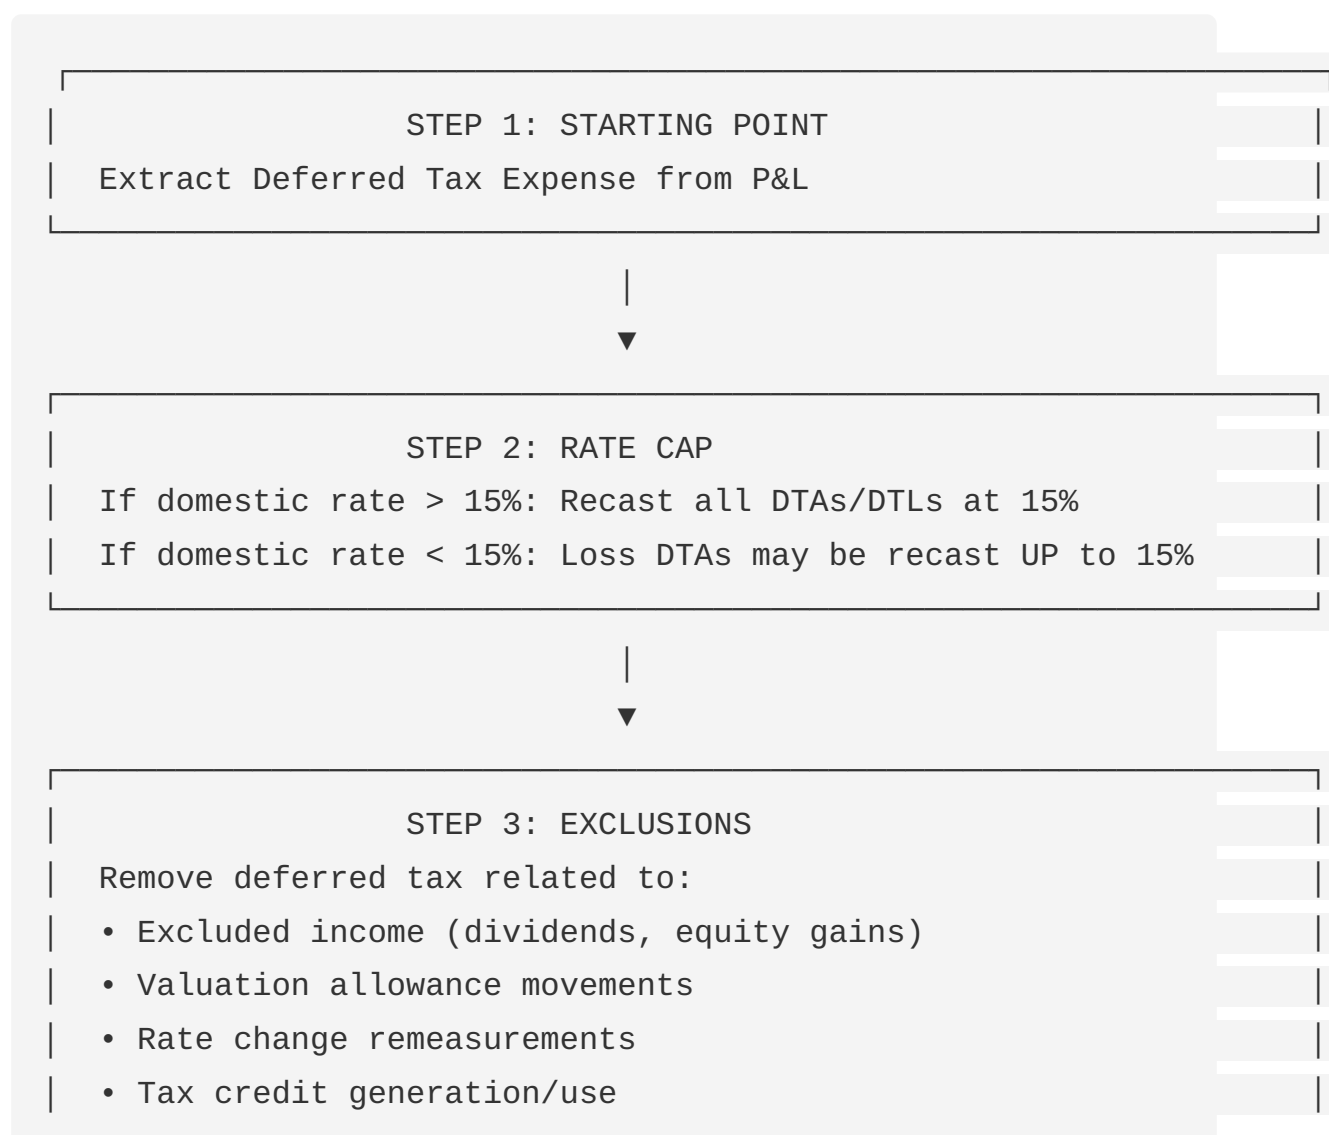 STEP 1: STARTING POINT
Extract Deferred Tax Expense from P&L
STEP 2: RATE CAP
If domestic rate > 15%: Recast all DTAs/DTLs at 15%
If domestic rate < 15%: Loss DTAs may be recast UP to 15%
STEP 3: EXCLUSIONS
Remove deferred tax related to:
• Excluded income (dividends, equity gains)
• Valuation allowance movements
• Rate change remeasurements
• Tax credit generation/use